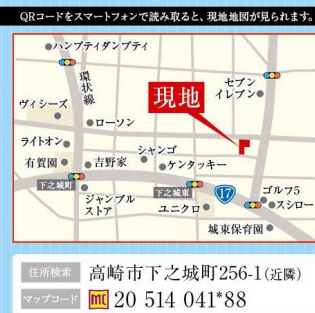 QRコードをスマートフォンで読み取ると、現地地図が見られます。
ハンプティダンプティ
環状線
セブン
イレブン
現地
ヴィシーズ
ローソン
ライトオン
シャンゴ
有賀園
吉野家
ケンタッキー
下之城町
下之城東
17
ジャンブル
ストア
ユニクロ
ゴルフ5
スシロー
城東保育園
住所検索 高崎市下之城町256-1(近隣)
マップコード mc 20 514 041*88